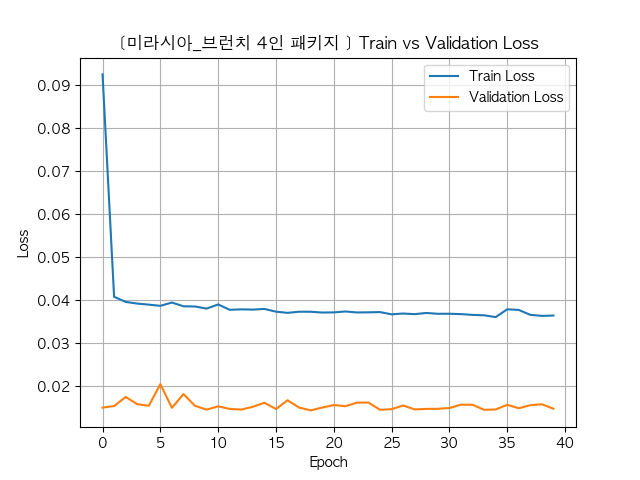 [미라시아_브런치 4인 패키지 ] Train vs Validation Loss
Train Loss
Validation Loss
Loss
0.09
0.08
0.07
0.06
0.05
0.04
0.03
0.02
0 5 10 15 20 25 30 35 40
Epoch